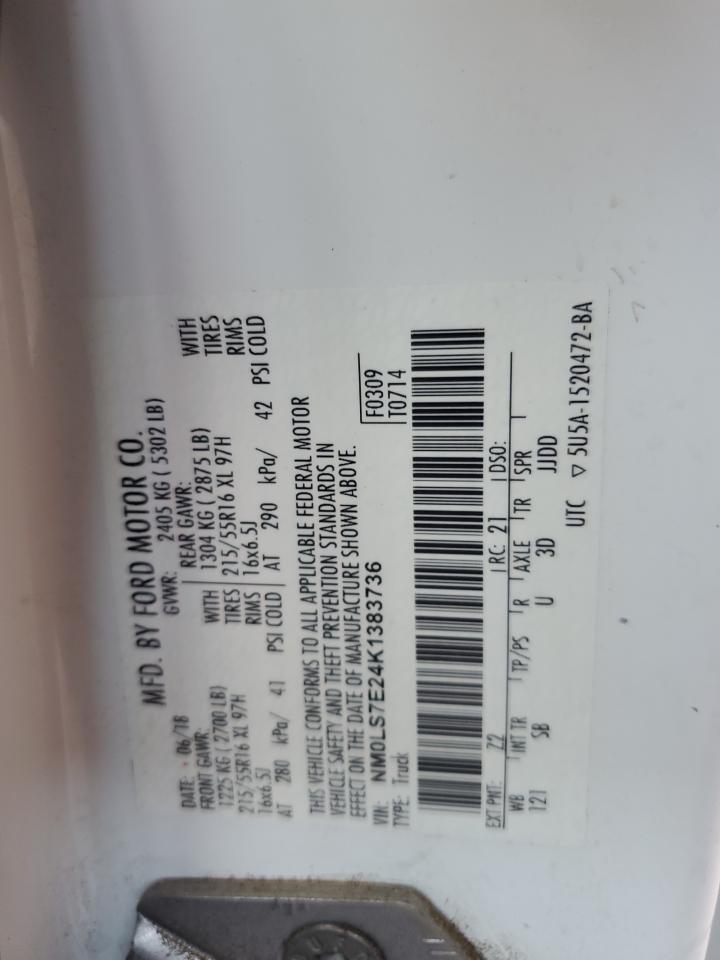 MFD. BY FORD MOTOR CO.
DATE: 06/18 GVWR: 2405 KG ( 5302 LB)
FRONT GAWR: REAR GAWR:
1225 KG ( 2700 LB) WITH 1304 KG ( 2875 LB) WITH
215/55R16 XL 97H TIRES 215/55R16 XL 97H TIRES
16x6.5J RIMS 16x6.5J RIMS
AT 280 kPa/ 41 PSI COLD AT 290 kPa/ 42 PSI COLD
THIS VEHICLE CONFORMS TO ALL APPLICABLE FEDERAL MOTOR
VEHICLE SAFETY AND THEFT PREVENTION STANDARDS IN
EFFECT ON THE DATE OF MANUFACTURE SHOWN ABOVE.
VIN: NM0LS7E24K1383736 F0309
TYPE: Truck T0714
EXT PNT: Z2 RC: 21 DSO:
WB INT TR TP/PS R AXLE TR SPR
121 SB U 3D JJDD
UTC ▽ 5U5A-1520472-BA